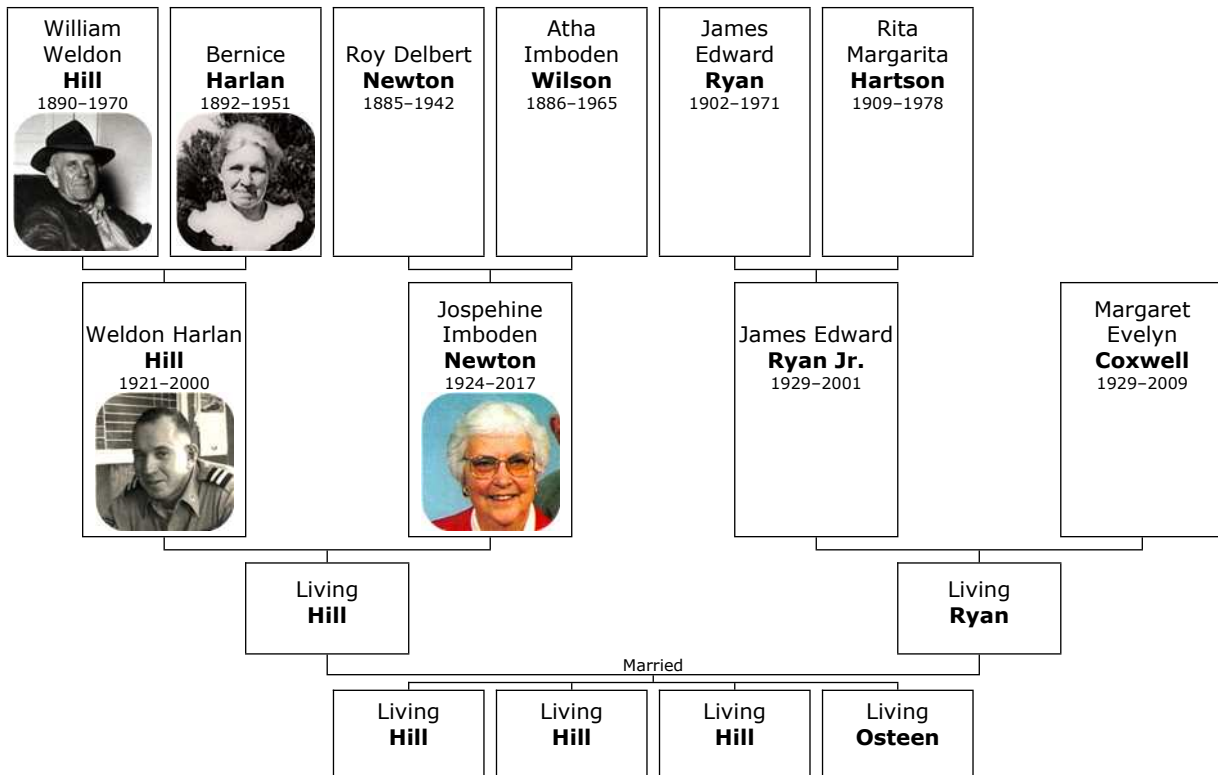 William
Weldon
Hill
1890–1970
Bernice
Harlan
1892–1951
Roy Delbert
Newton
1885–1942
Atha
Imboden
Wilson
1886–1965
James
Edward
Ryan
1902–1971
Rita
Margarita
Hartson
1909–1978
Weldon Harlan
Hill
1921–2000
Jospehine
Imboden
Newton
1924–2017
James Edward
Ryan Jr.
1929–2001
Margaret
Evelyn
Coxwell
1929–2009
Living
Hill
Living
Ryan
Married
Living
Hill
Living
Hill
Living
Hill
Living
Osteen